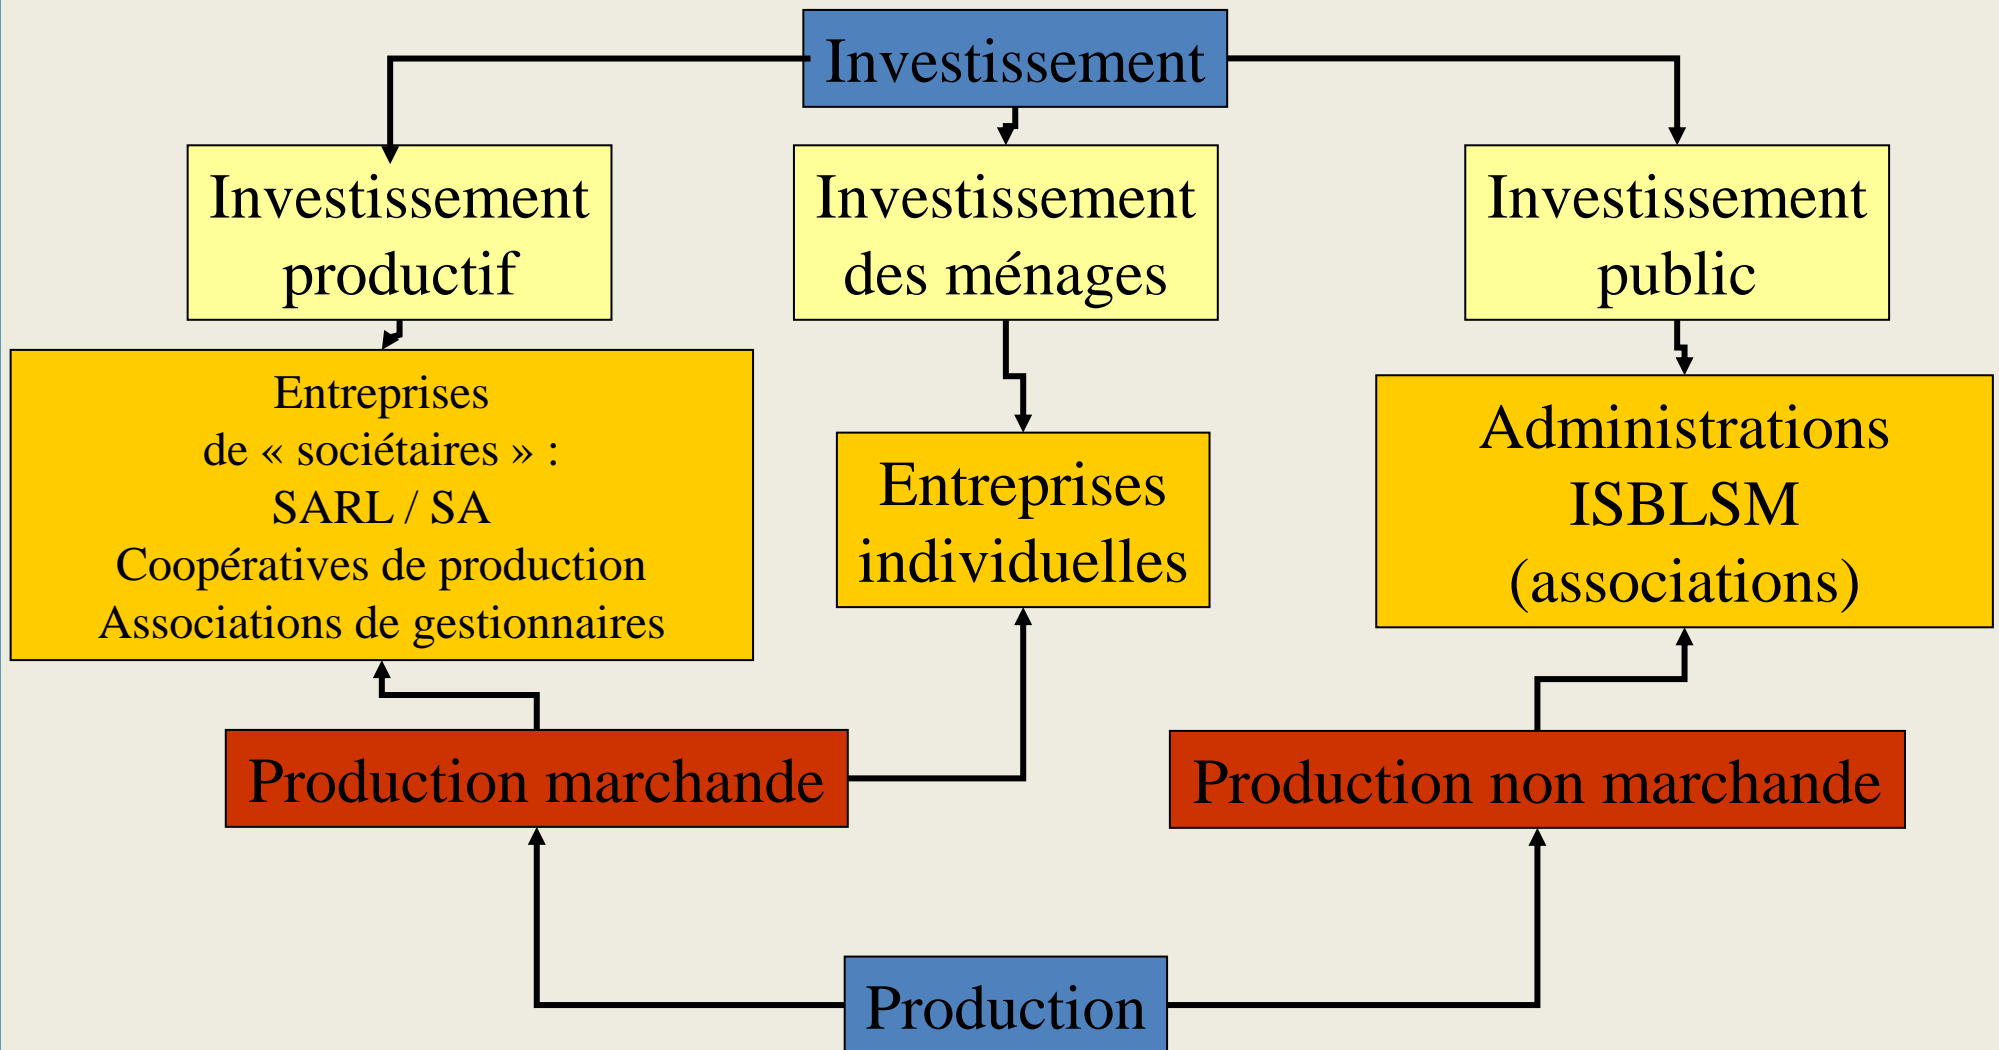 Investissement
Investissement
productif
Investissement
des ménages
Investissement
public
Entreprises
de « sociétaires » :
SARL / SA
Coopératives de production
Associations de gestionnaires
Entreprises
individuelles
Administrations
ISBLSM
(associations)
Production marchande
Production non marchande
Production